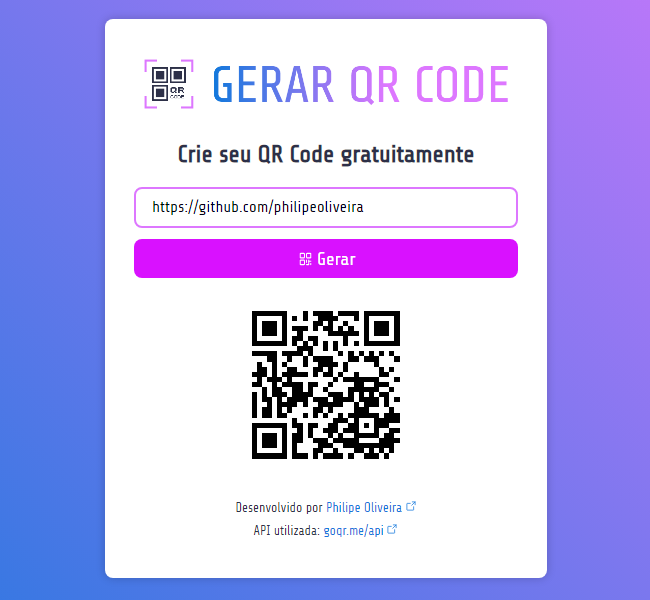 QR
CODE
GERAR QR CODE
Crie seu QR Code gratuitamente
https://github.com/philipeoliveira
Gerar
Desenvolvido por Philipe Oliveira
API utilizada: goqr.me/api